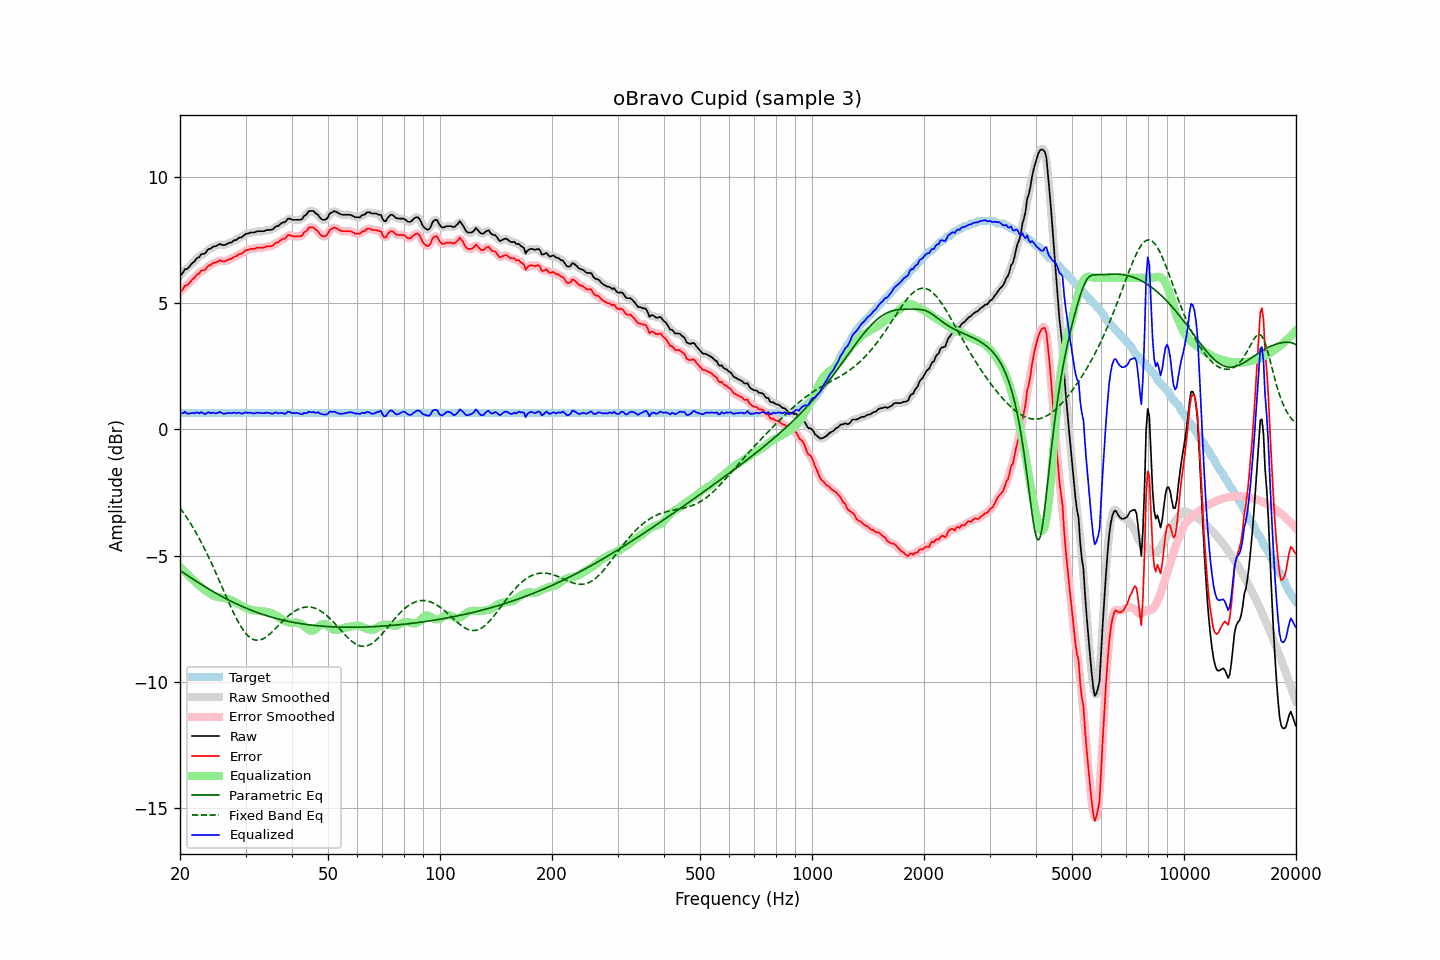 oBravo Cupid (sample 3)
Amplitude (dBr)
10
5
0
−5
−10
−15
Target
Raw Smoothed
Error Smoothed
Raw
Error
Equalization
Parametric Eq
Fixed Band Eq
Equalized
20 50 100 200 500 1000 2000 5000 10000 20000
Frequency (Hz)